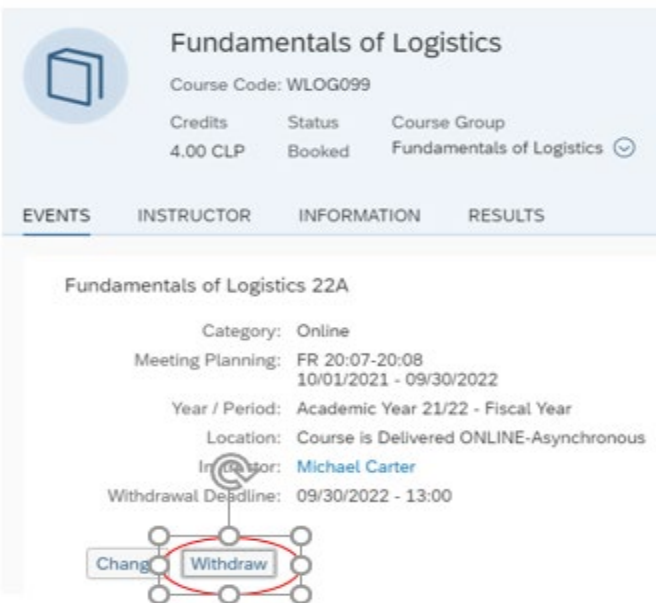 Fundamentals of Logistics
Course Code: WLOG099
Credits Status Course Group
4.00 CLP Booked Fundamentals of Logistics
EVENTS INSTRUCTOR INFORMATION RESULTS
Fundamentals of Logistics 22A
Category: Online
Meeting Planning: FR 20:07-20:08
10/01/2021 - 09/30/2022
Year / Period: Academic Year 21/22 - Fiscal Year
Location: Course is Delivered ONLINE-Asynchronous
Instructor: Michael Carter
Withdrawal Deadline: 09/30/2022 - 13:00
Change Withdraw